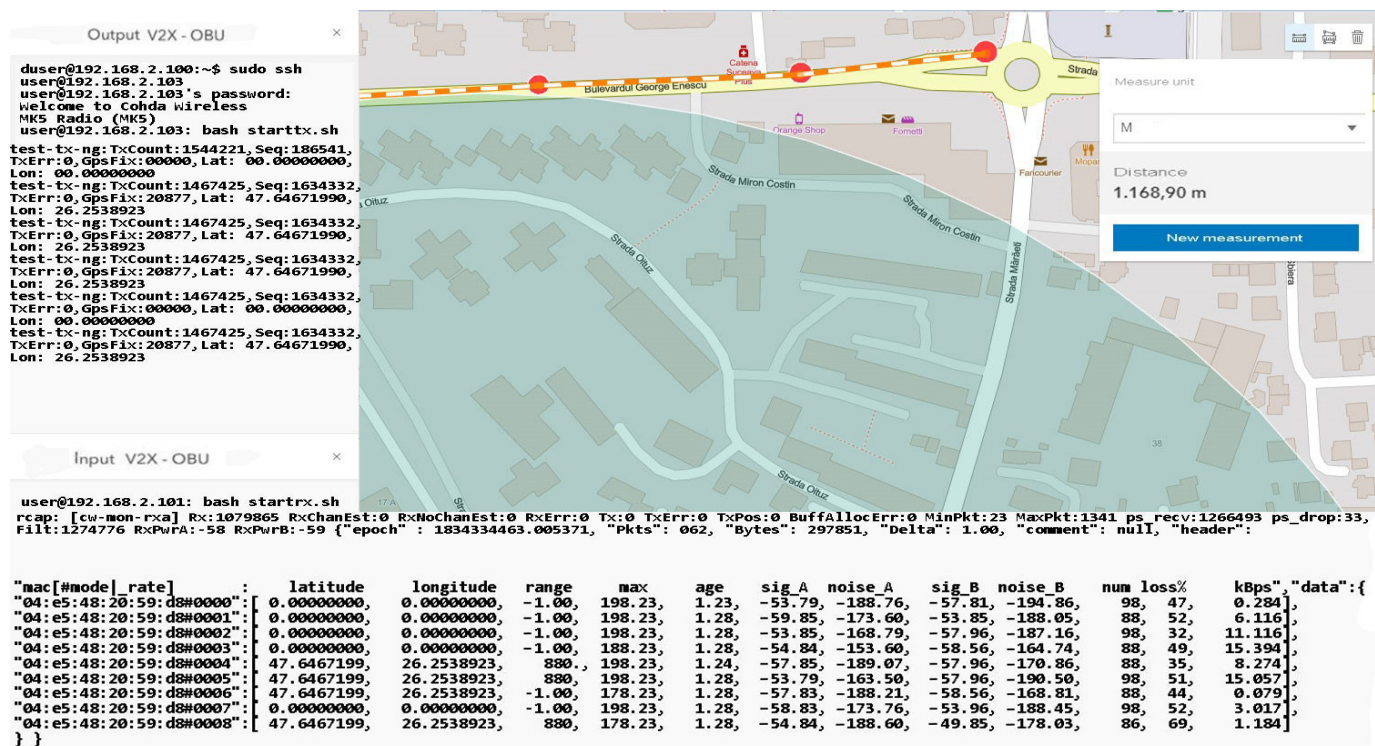 Output V2X - OBU ×
duser@192.168.2.100:~$ sudo ssh
user@192.168.2.103
user@192.168.2.103's password:
Welcome to Cohda Wireless
MK5 Radio (MK5)
user@192.168.2.103: bash starttx.sh
test-tx-ng:TxCount:1544221,Seq:186541,
TxErr:0,GpsFix:00000,Lat: 00.00000000,
Lon: 00.00000000
test-tx-ng:TxCount:1467425,Seq:1634332,
TxErr:0,GpsFix:20877,Lat: 47.64671990,
Lon: 26.2538923
test-tx-ng:TxCount:1467425,Seq:1634332,
TxErr:0,GpsFix:20877,Lat: 47.64671990,
Lon: 26.2538923
test-tx-ng:TxCount:1467425,Seq:1634332,
TxErr:0,GpsFix:20877,Lat: 47.64671990,
Lon: 26.2538923
test-tx-ng:TxCount:1467425,Seq:1634332,
TxErr:0,GpsFix:00000,Lat: 00.00000000,
Lon: 00.00000000
test-tx-ng:TxCount:1467425,Seq:1634332,
TxErr:0,GpsFix:20877,Lat: 47.64671990,
Lon: 26.2538923
Catena
Suceava
Plus
Bulevardul George Enescu
Strada
I
Orange Shop
Fornetti
Fancourier
Mopan
Strada Miron Costin
Strada Miron Costin
Oituz
Strada Oituz
Strada Mărăeti
Strada Oituz
38
17 A
Measure unit
M
Distance
1.168,90 m
New measurement
Input V2X - OBU ×
user@192.168.2.101: bash startrx.sh
rcap: [cw-mon-rxa] Rx:1079865 RxChanEst:0 RxNoChanEst:0 RxErr:0 Tx:0 TxErr:0 TxPos:0 BuffAllocErr:0 MinPkt:23 MaxPkt:1341 ps_recv:1266493 ps_drop:33,
Filt:1274776 RxPwrA:-58 RxPwrB:-59 {"epoch" : 1834334463.005371, "Pkts": 062, "Bytes": 297851, "Delta": 1.00, "comment": null, "header":
"mac[#mode|_rate] : latitude longitude range max age sig_A noise_A sig_B noise_B num loss% kBps","data":{
"04:e5:48:20:59:d8#0000":[ 0.00000000, 0.00000000, -1.00, 198.23, 1.23, -53.79, -188.76, -57.81, -194.86, 98, 47, 0.284],
"04:e5:48:20:59:d8#0001":[ 0.00000000, 0.00000000, -1.00, 198.23, 1.28, -59.85, -173.60, -53.85, -188.05, 88, 52, 6.116],
"04:e5:48:20:59:d8#0002":[ 0.00000000, 0.00000000, -1.00, 198.23, 1.28, -53.85, -168.79, -57.96, -187.16, 98, 32, 11.116],
"04:e5:48:20:59:d8#0003":[ 0.00000000, 0.00000000, -1.00, 188.23, 1.28, -54.84, -153.60, -58.56, -164.74, 88, 49, 15.394],
"04:e5:48:20:59:d8#0004":[ 47.6467199, 26.2538923, 880., 198.23, 1.24, -57.85, -189.07, -57.96, -170.86, 88, 35, 8.274],
"04:e5:48:20:59:d8#0005":[ 47.6467199, 26.2538923, 880, 198.23, 1.28, -53.79, -163.50, -57.96, -190.50, 98, 51, 15.057],
"04:e5:48:20:59:d8#0006":[ 47.6467199, 26.2538923, -1.00, 178.23, 1.28, -57.83, -188.21, -58.56, -168.81, 88, 44, 0.079],
"04:e5:48:20:59:d8#0007":[ 0.00000000, 0.00000000, -1.00, 198.23, 1.28, -58.83, -173.76, -53.96, -188.45, 98, 52, 3.017],
"04:e5:48:20:59:d8#0008":[ 47.6467199, 26.2538923, 880, 178.23, 1.28, -54.84, -188.60, -49.85, -178.03, 86, 69, 1.184],
} }